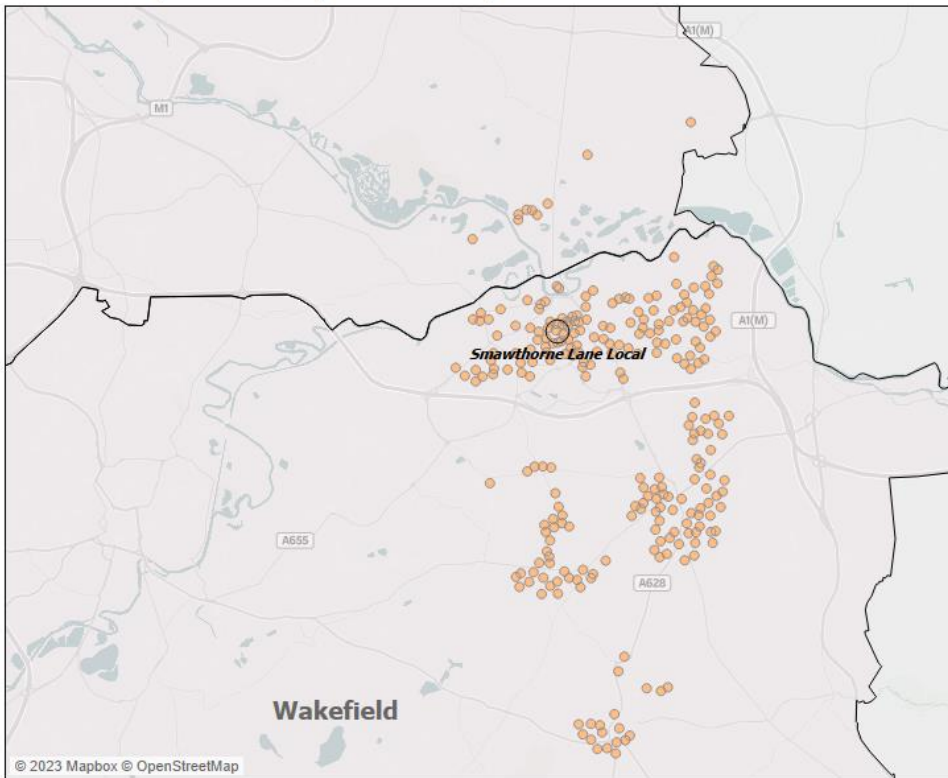 A1(M)
M1
A1(M)
Smawthorne Lane Local
A655
A628
Wakefield
© 2023 Mapbox © OpenStreetMap